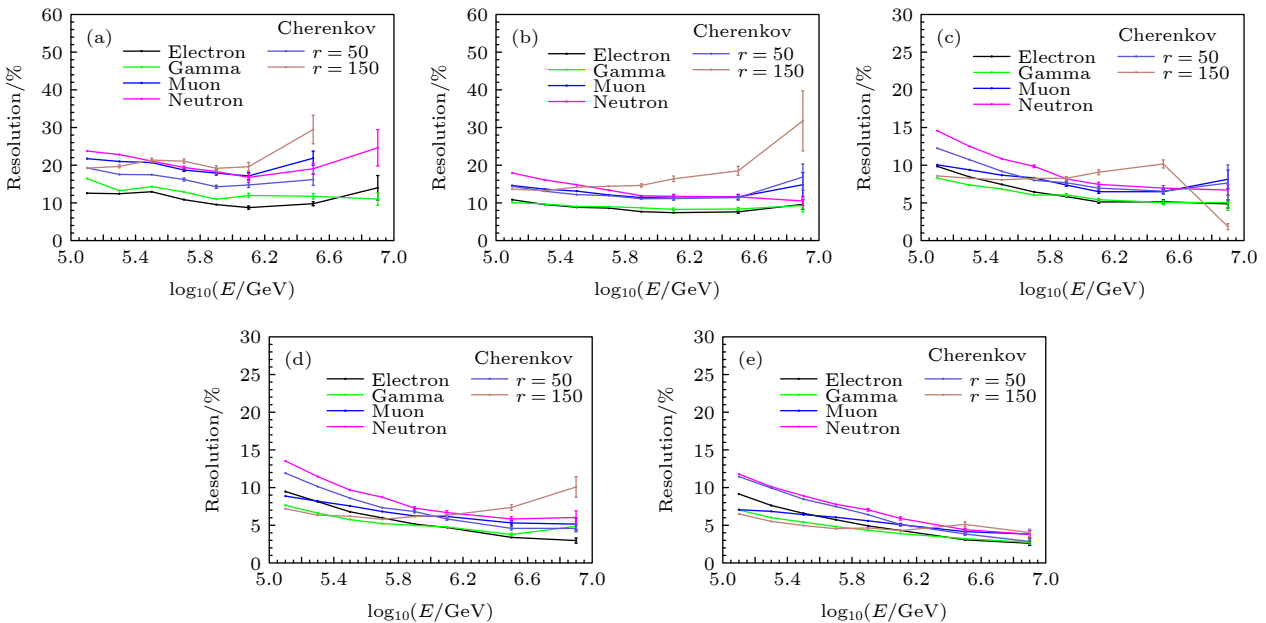 (a)
Cherenkov
Electron
Gamma
Muon
Neutron
r = 50
r = 150
Resolution/%
60
50
40
30
20
10
0
5.0 5.4 5.8 6.2 6.6 7.0
log10(E/GeV)
(b)
Cherenkov
Electron
Gamma
Muon
Neutron
r = 50
r = 150
Resolution/%
60
50
40
30
20
10
0
5.0 5.4 5.8 6.2 6.6 7.0
log10(E/GeV)
(c)
Cherenkov
Electron
Gamma
Muon
Neutron
r = 50
r = 150
Resolution/%
30
25
20
15
10
5
0
5.0 5.4 5.8 6.2 6.6 7.0
log10(E/GeV)
(d)
Cherenkov
Electron
Gamma
Muon
Neutron
r = 50
r = 150
Resolution/%
30
25
20
15
10
5
0
5.0 5.4 5.8 6.2 6.6 7.0
log10(E/GeV)
(e)
Cherenkov
Electron
Gamma
Muon
Neutron
r = 50
r = 150
Resolution/%
30
25
20
15
10
5
0
5.0 5.4 5.8 6.2 6.6 7.0
log10(E/GeV)